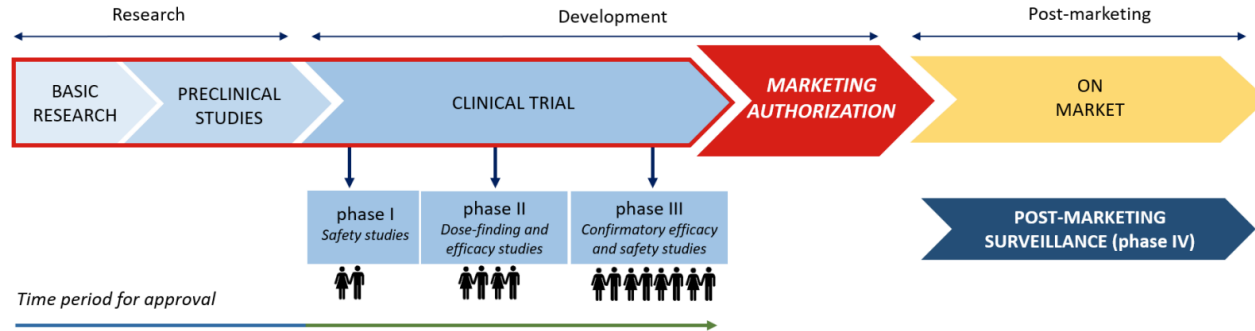 Research
Development
Post-marketing
BASIC
RESEARCH
PRECLINICAL
STUDIES
CLINICAL TRIAL
MARKETING
AUTHORIZATION
ON
MARKET
phase I
Safety studies
phase II
Dose-finding and
efficacy studies
phase III
Confirmatory efficacy
and safety studies
POST-MARKETING
SURVEILLANCE (phase IV)
Time period for approval